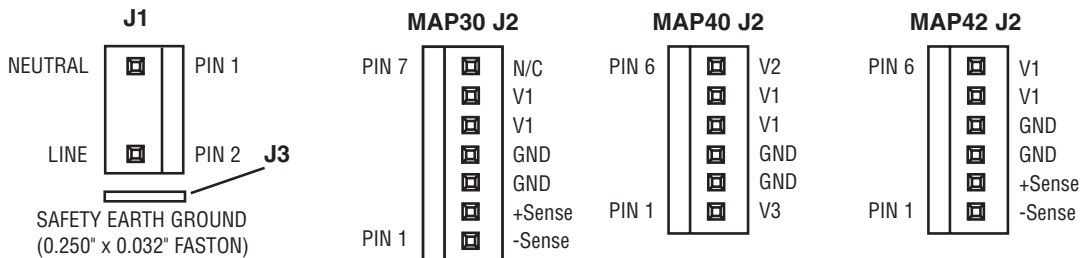 J1
NEUTRAL PIN 1
LINE PIN 2 J3
SAFETY EARTH GROUND
(0.250" x 0.032" FASTON)
MAP30 J2
PIN 7 N/C
V1
V1
GND
GND
+Sense
PIN 1 -Sense
MAP40 J2
PIN 6 V2
V1
V1
GND
GND
PIN 1 V3
MAP42 J2
PIN 6 V1
V1
GND
GND
+Sense
PIN 1 -Sense